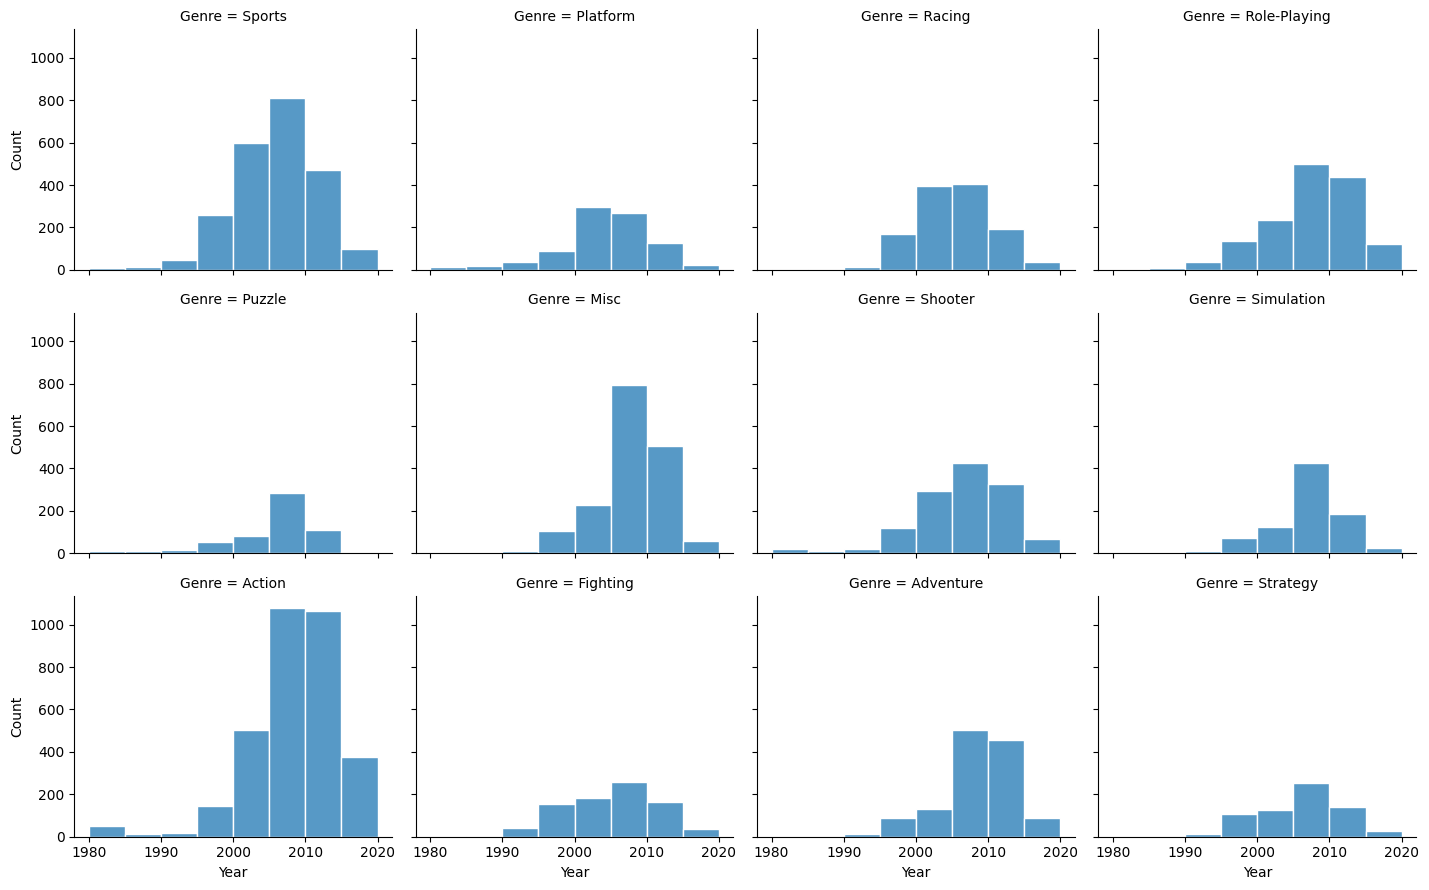 Genre = Sports
Genre = Platform
Genre = Racing
Genre = Role-Playing
1000
800
600
400
200
0
Count
Genre = Puzzle
Genre = Misc
Genre = Shooter
Genre = Simulation
1000
800
600
400
200
0
Count
Genre = Action
Genre = Fighting
Genre = Adventure
Genre = Strategy
1000
800
600
400
200
0
Count
1980 1990 2000 2010 2020
1980 1990 2000 2010 2020
1980 1990 2000 2010 2020
1980 1990 2000 2010 2020
Year
Year
Year
Year